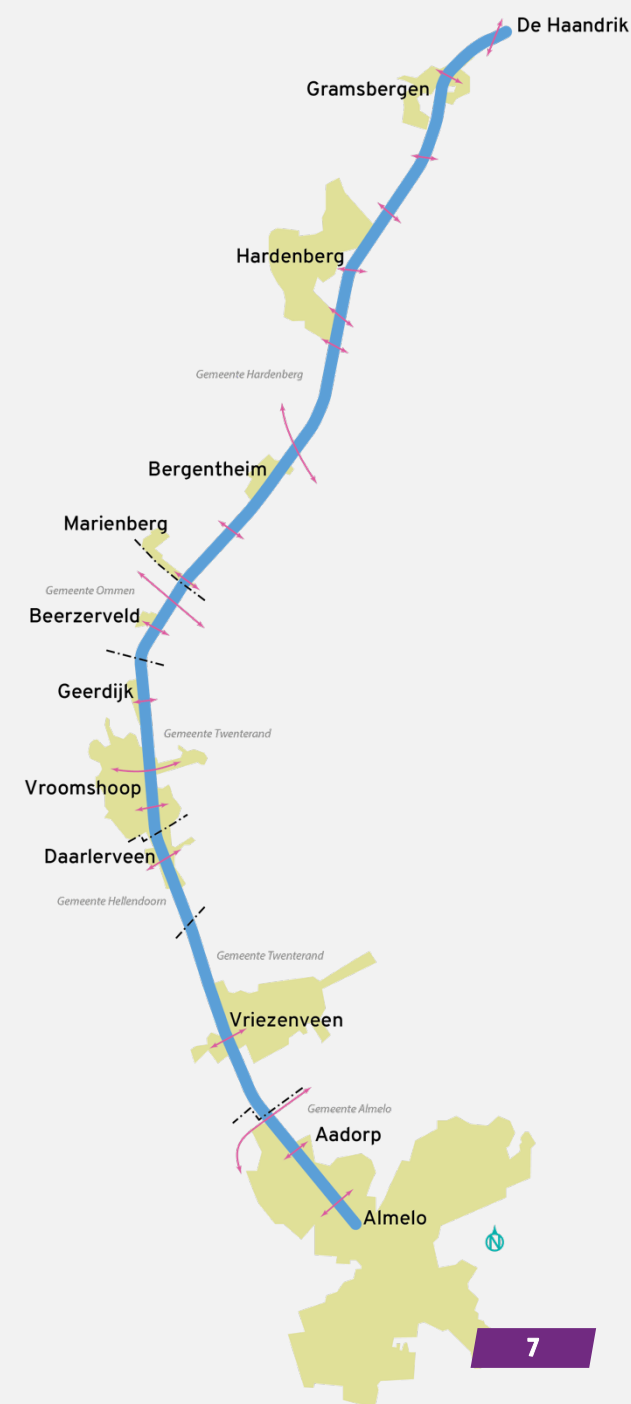 De Haandrik
Gramsbergen
Hardenberg
Gemeente Hardenberg
Bergentheim
Marienberg
Gemeente Ommen
Beerzerveld
Geerdijk
Gemeente Twenterand
Vroomshoop
Daarlerveen
Gemeente Hellendoorn
Gemeente Twenterand
Vriezenveen
Gemeente Almelo
Aadorp
Almelo
N
7